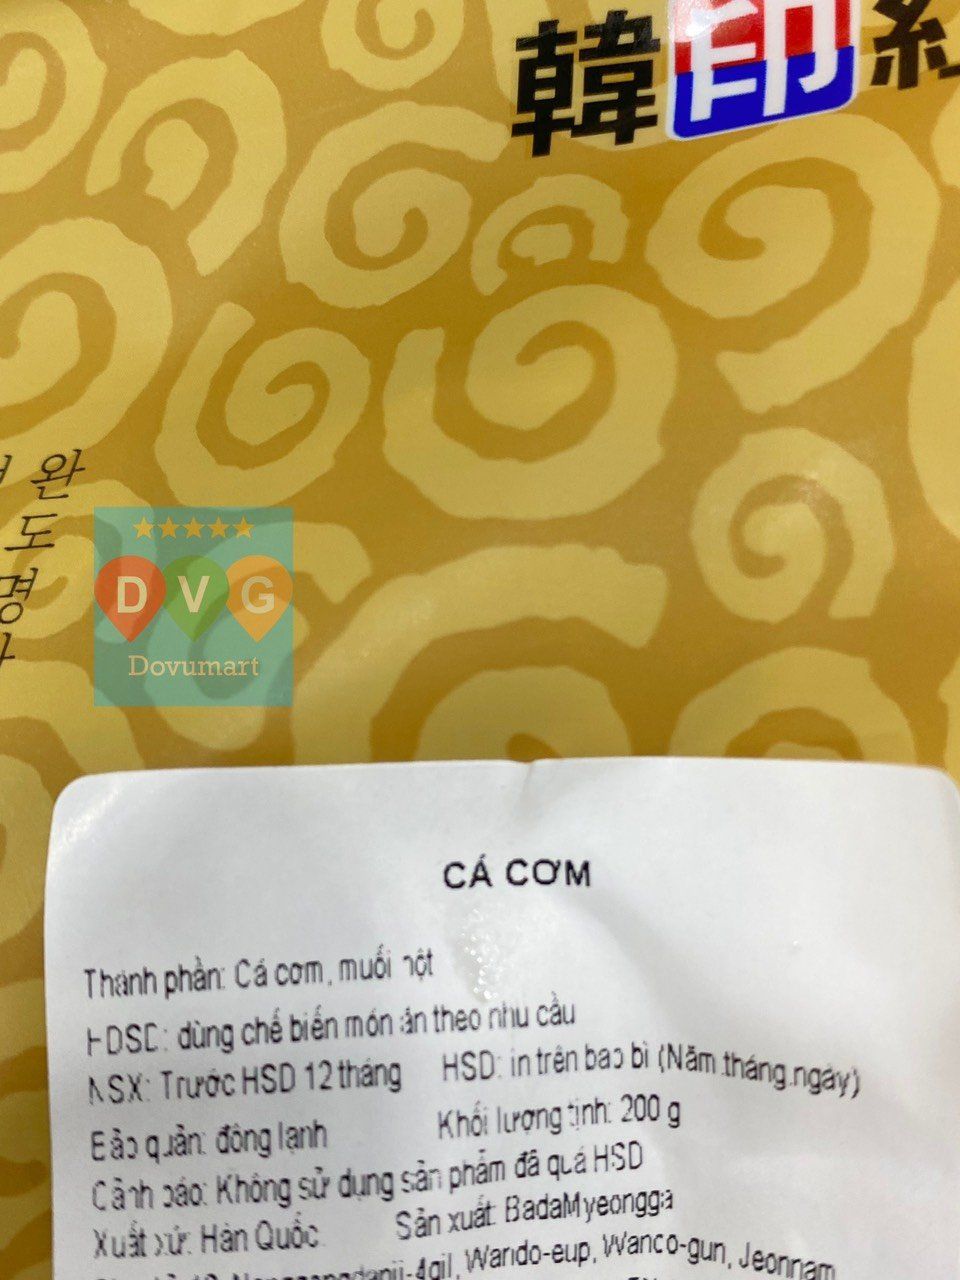 韓印
완
도
명
★★★★★
DVG
Dovumart
CÁ CƠM
Thành phần: Cá cơm, muối hột
HDSD: dùng chế biến món ăn theo nhu cầu
NSX: Trước HSD 12 tháng HSD: in trên bao bì (Năm.tháng.ngày)
Bảo quản: đông lạnh Khối lượng tịnh: 200 g
Cảnh báo: Không sử dụng sản phẩm đã quá HSD
Xuất xứ: Hàn Quốc Sản xuất: BadaMyeongga
Wando-eup, Wanco-gun, Jeonnam